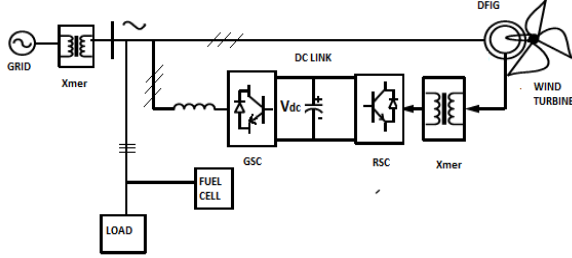 DFIG
GRID
Xmer
DC LINK
WIND
TURBINE
Vdc
GSC
RSC
Xmer
FUEL
CELL
LOAD